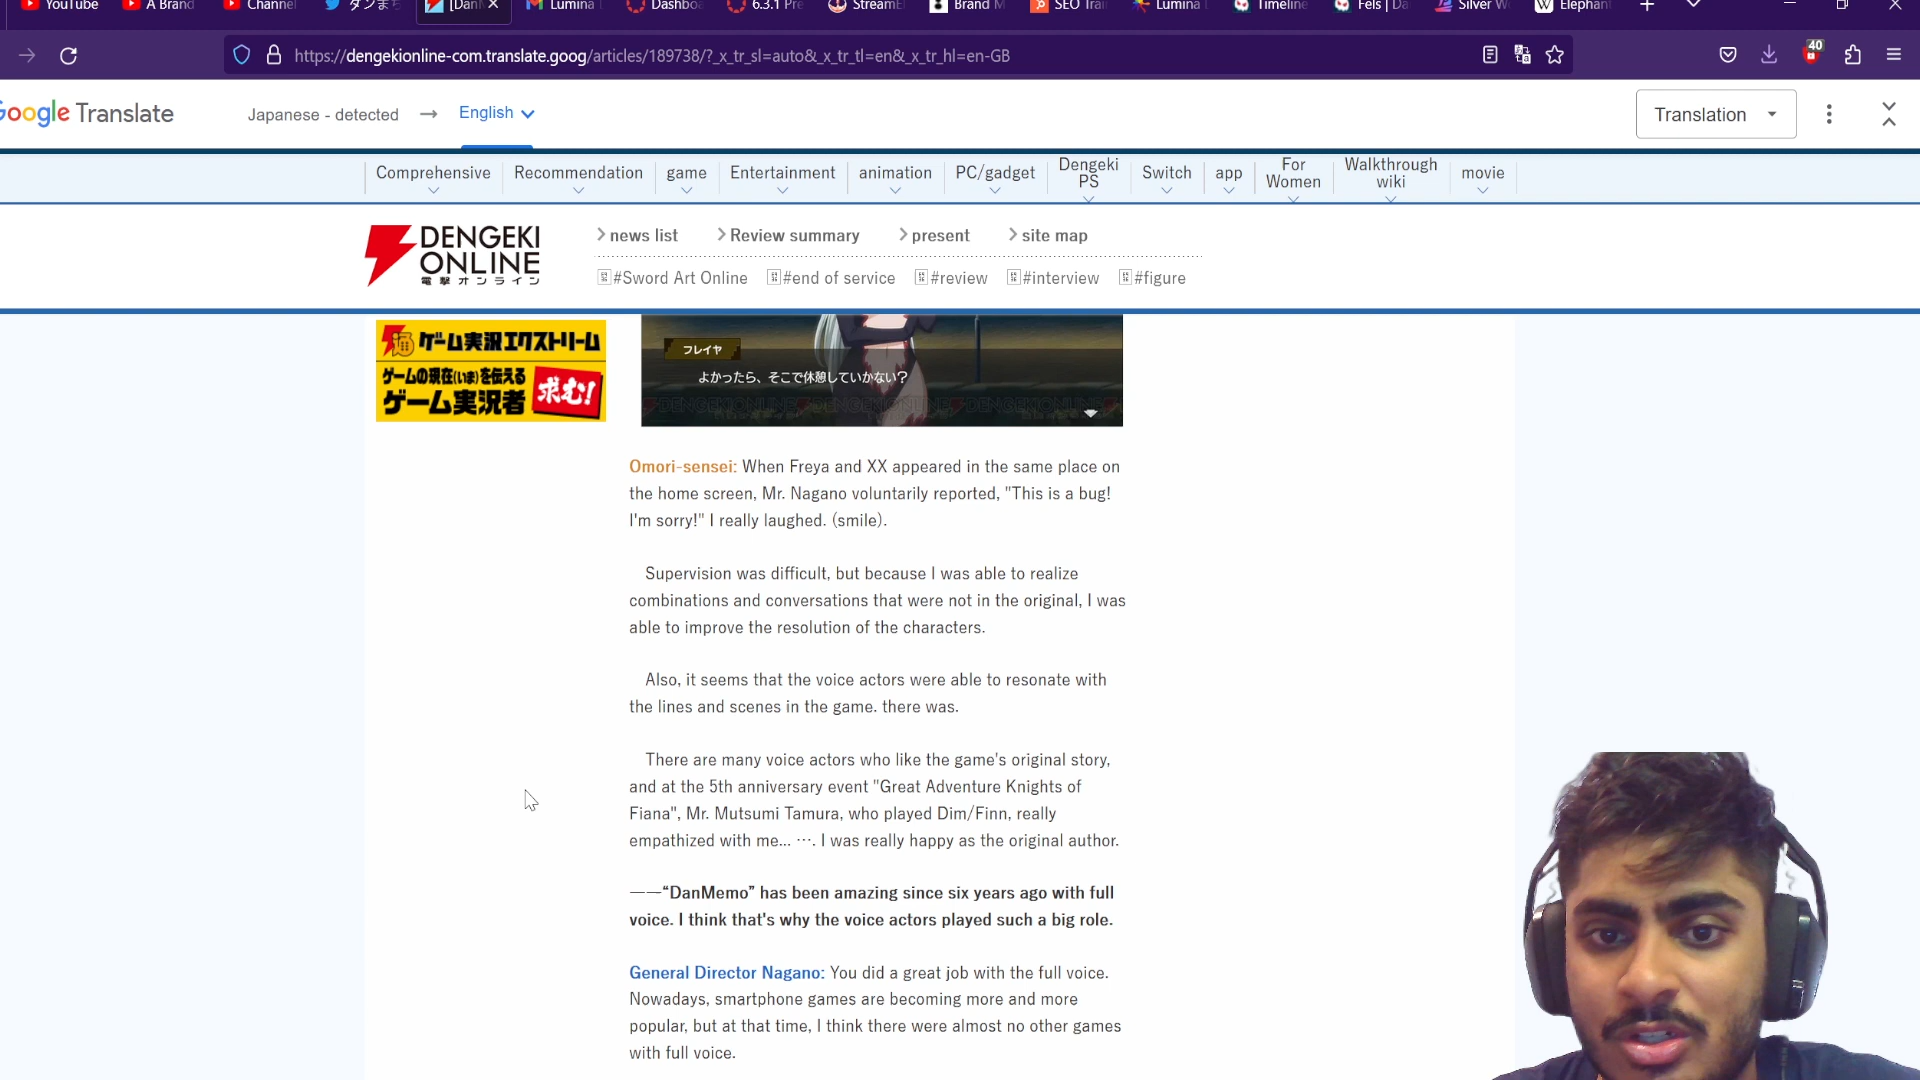 YouTube
A Brand
Channel
ダンまち
[Dan
Lumina
Dashbo
6.3.1 Pre
StreamE
Brand M
SEO Trai
Lumina
Timeline
Fels | Da
Silver W
Elephant
https://dengekionline-com.translate.goog/articles/189738/?_x_tr_sl=auto&_x_tr_tl=en&_x_tr_hl=en-GB
40
Google Translate
Japanese - detected → English
Translation
Comprehensive
Recommendation
game
Entertainment
animation
PC/gadget
Dengeki PS
Switch
app
For Women
Walkthrough wiki
movie
DENGEKI
ONLINE
電撃オンライン
news list
Review summary
present
site map
#Sword Art Online
#end of service
#review
#interview
#figure
ゲーム実況エクストリーム
ゲームの現在(いま)を伝える
ゲーム実況者 求む!
フレイヤ
よかったら、そこで休憩していかない?
DENGEKIONLINE DENGEKIONLINE DENGEKIONLINE
Omori-sensei: When Freya and XX appeared in the same place on
the home screen, Mr. Nagano voluntarily reported, "This is a bug!
I'm sorry!" I really laughed. (smile).
Supervision was difficult, but because I was able to realize
combinations and conversations that were not in the original, I was
able to improve the resolution of the characters.
Also, it seems that the voice actors were able to resonate with
the lines and scenes in the game. there was.
There are many voice actors who like the game's original story,
and at the 5th anniversary event "Great Adventure Knights of
Fiana", Mr. Mutsumi Tamura, who played Dim/Finn, really
empathized with me... ···. I was really happy as the original author.
——“DanMemo” has been amazing since six years ago with full
voice. I think that's why the voice actors played such a big role.
General Director Nagano: You did a great job with the full voice.
Nowadays, smartphone games are becoming more and more
popular, but at that time, I think there were almost no other games
with full voice.